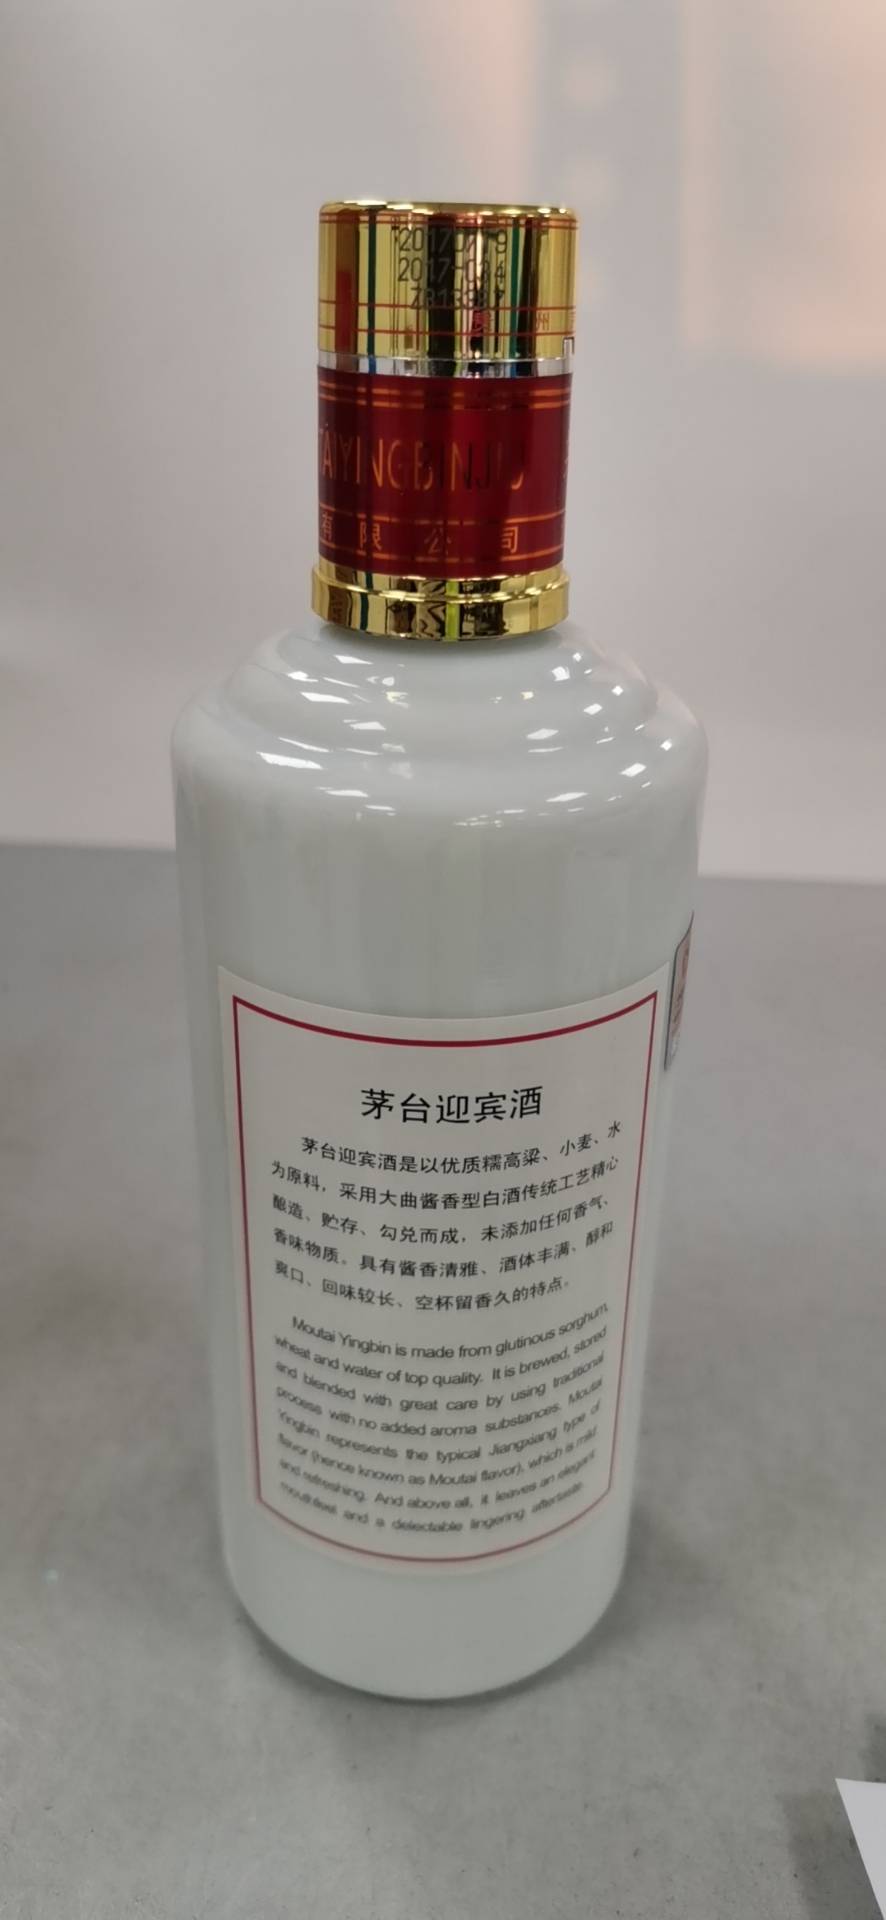 20170719
2017-034
州
TAIYINGBINJIU
有限公司
茅台迎宾酒
茅台迎宾酒是以优质糯高粱、小麦、水
为原料，采用大曲酱香型白酒传统工艺精心
酿造、贮存、勾兑而成，未添加任何香气、
香味物质。具有酱香清雅、酒体丰满、醇和
爽口、回味较长、空杯留香久的特点。
Moutai Yingbin is made from glutinous sorghum,
wheat and water of top quality. It is brewed, stored
and blended with great care by using traditional
process with no added aroma substances. Moutai
Yingbin represents the typical Jiangxiang type of
flavor (hence known as Moutai flavor), which is mild
and refreshing. And above all, it leaves an elegant
mouthfeel and a delectable lingering aftertaste.